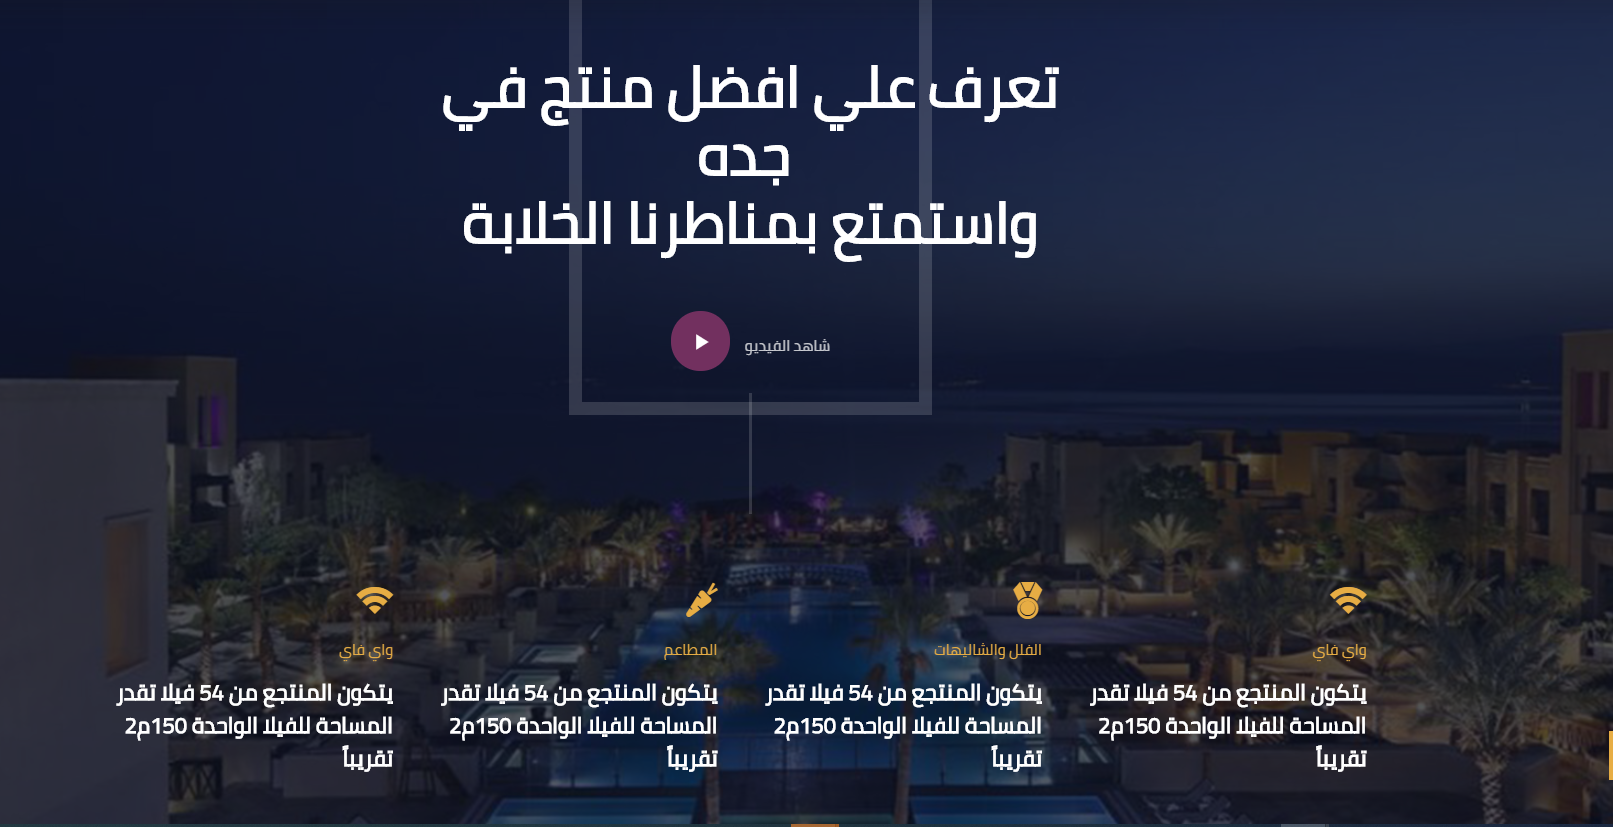 تعرف علي افضل منتج في
جده
واستمتع بمناطرنا الخلابة
شاهد الفيديو
واي فاي
يتكون المنتجع من 54 فيلا تقدر
المساحة للفيلا الواحدة 150م2
تقريباً
الفلل والشاليهات
يتكون المنتجع من 54 فيلا تقدر
المساحة للفيلا الواحدة 150م2
تقريباً
المطاعم
يتكون المنتجع من 54 فيلا تقدر
المساحة للفيلا الواحدة 150م2
تقريباً
واي فاي
يتكون المنتجع من 54 فيلا تقدر
المساحة للفيلا الواحدة 150م2
تقريباً